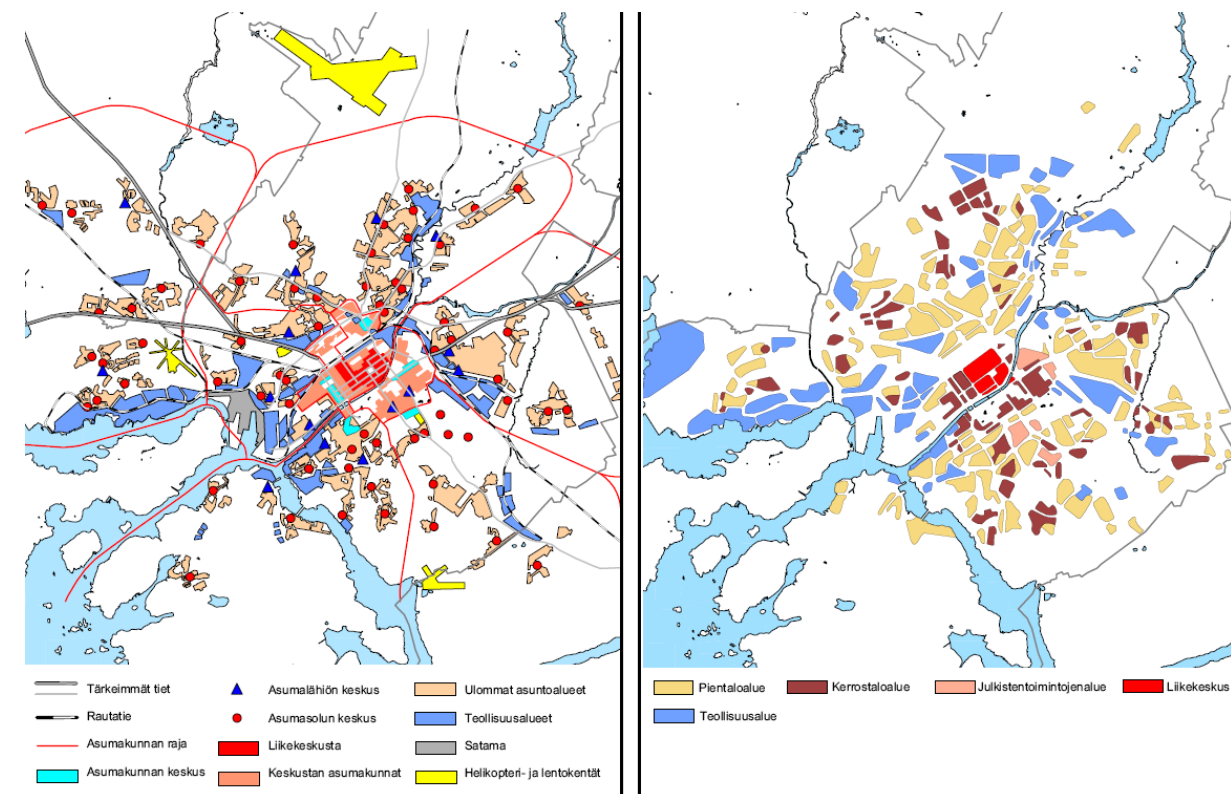 Tärkeimmät tiet
Rautatie
Asumakunnan raja
Asumakunnan keskus
Asumalähiön keskus
Asumasolun keskus
Liikekeskusta
Keskustan asumakunnat
Ulommat asuntoalueet
Teollisuusalueet
Satama
Helikopteri- ja lentokentät
Pientaloalue
Kerrostaloalue
Julkistentoimintojenalue
Liikekeskus
Teollisuusalue